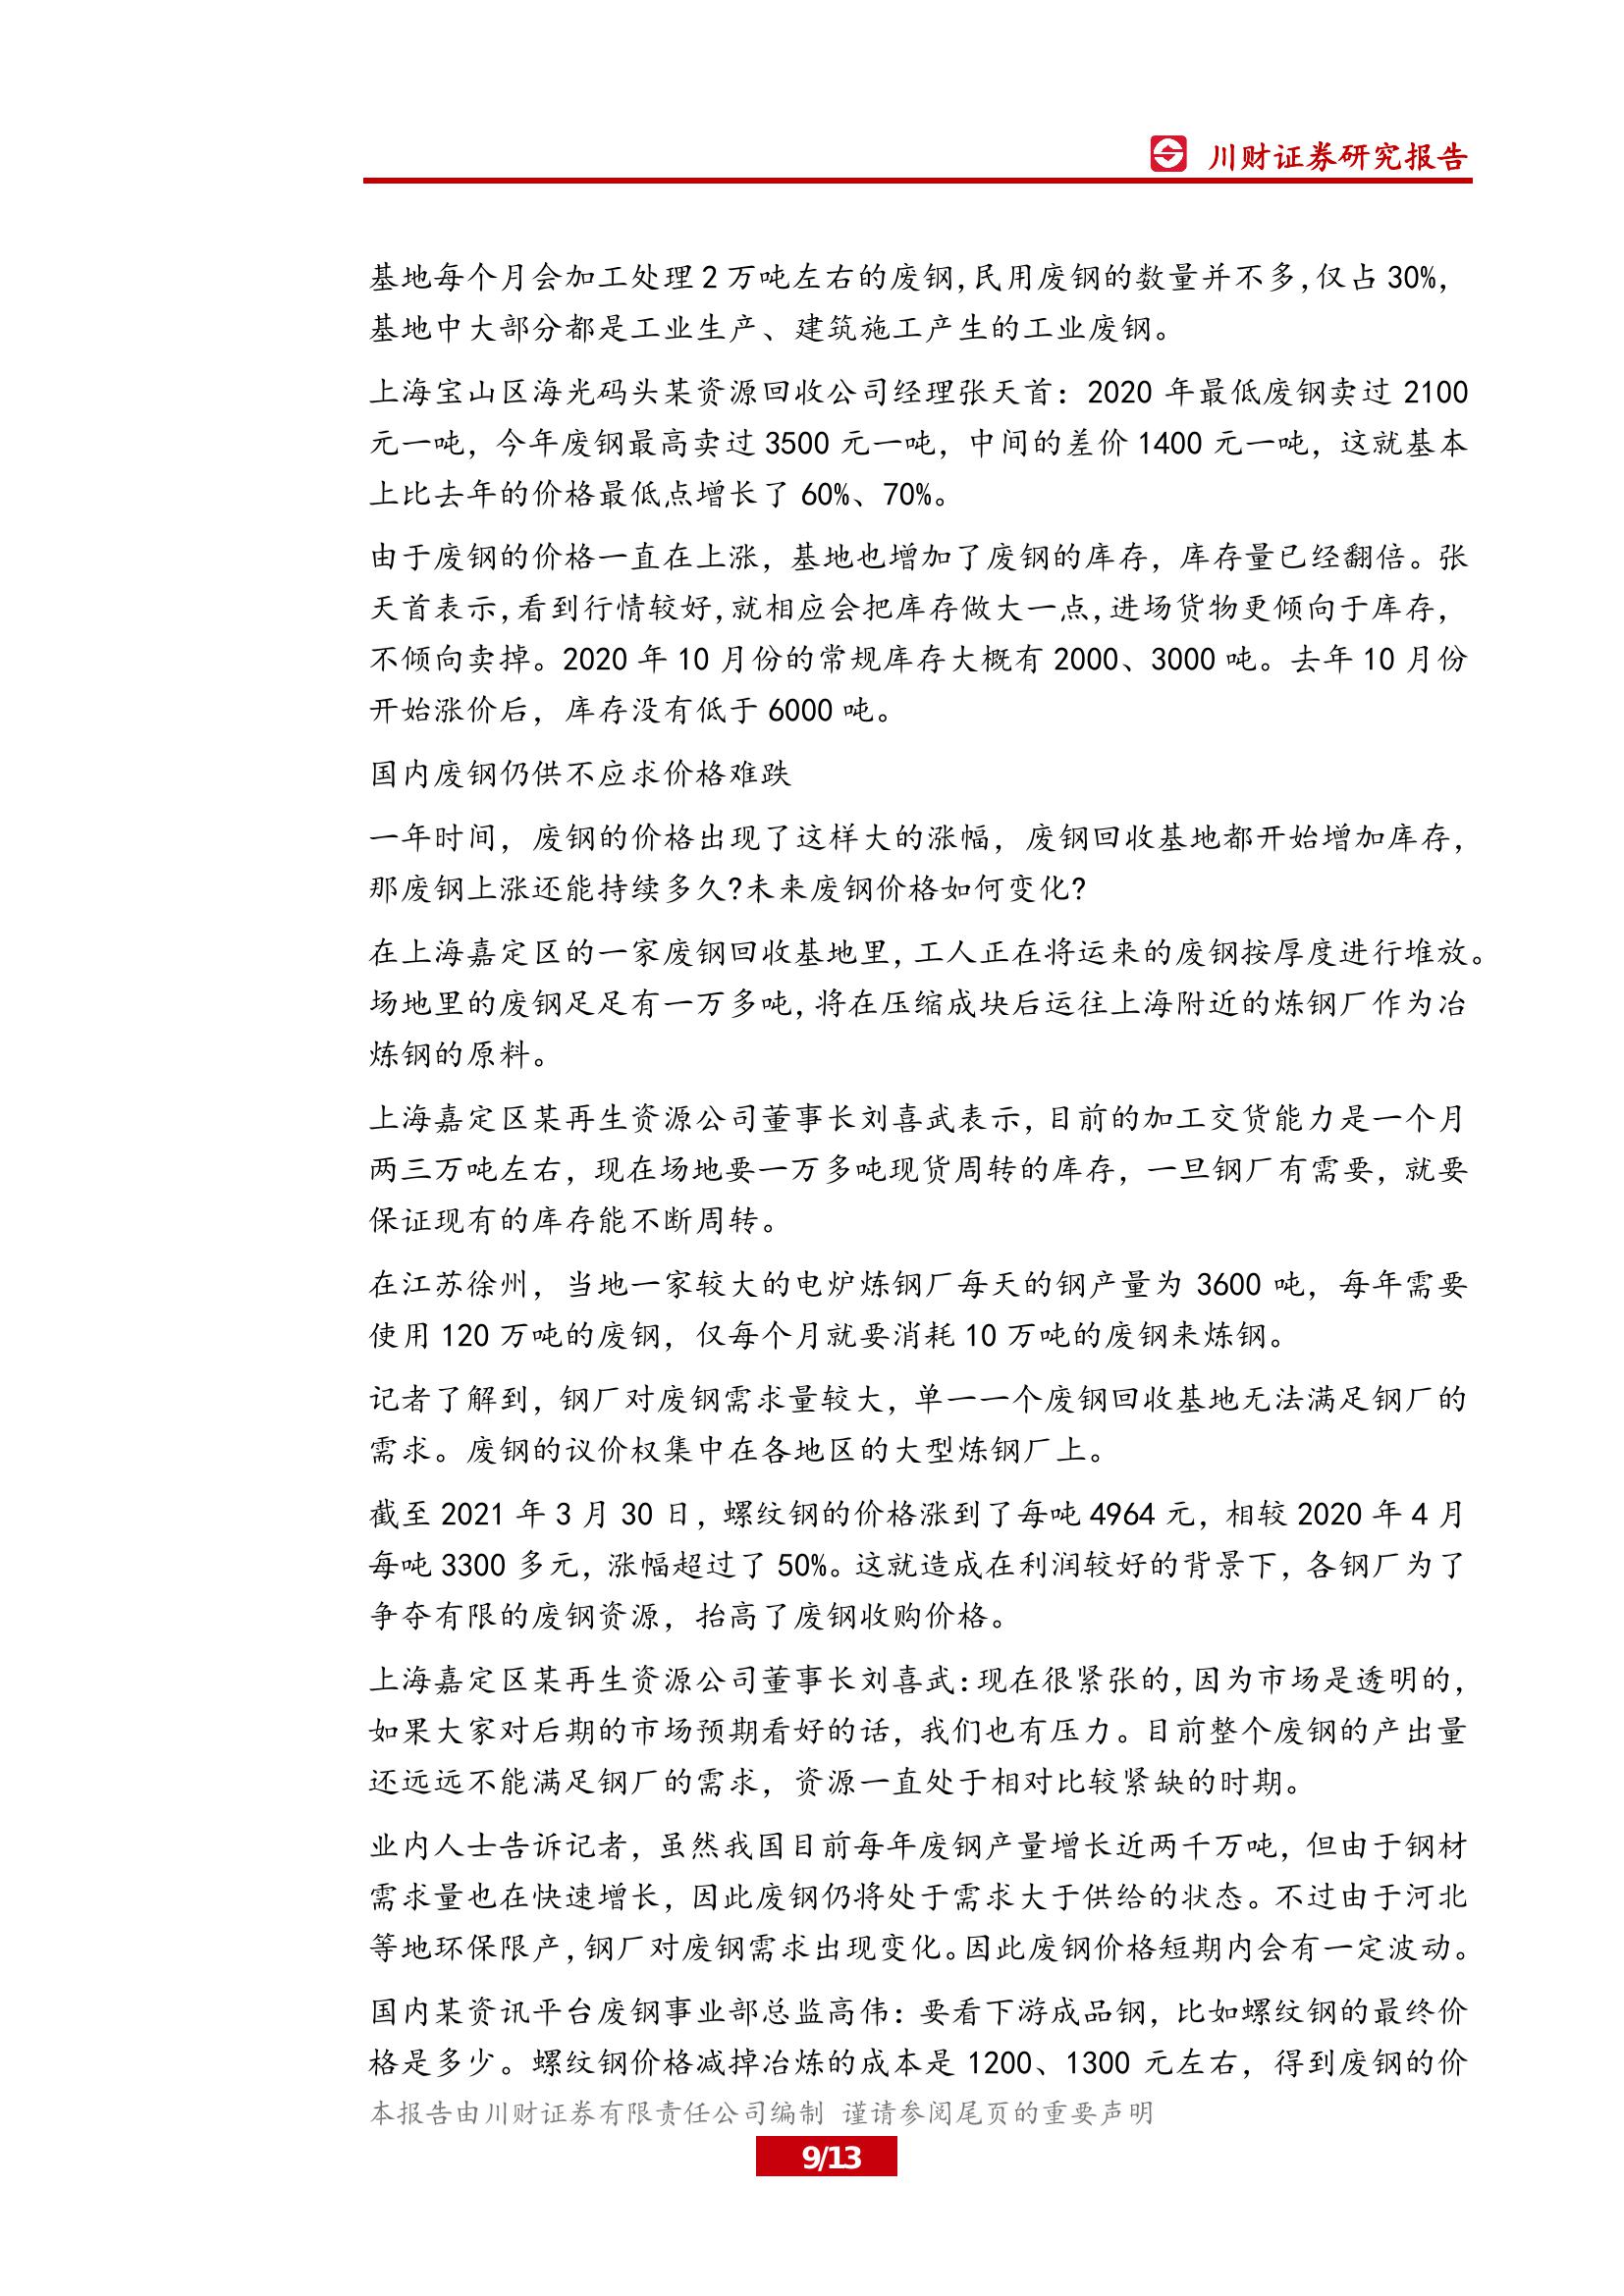 川财证券研究报告
基地每个月会加工处理2万吨左右的废钢,民用废钢的数量并不多,仅占30%,
基地中大部分都是工业生产、建筑施工产生的工业废钢。
上海宝山区海光码头某资源回收公司经理张天首：2020 年最低废钢卖过 2100
元一吨，今年废钢最高卖过 3500 元一吨，中间的差价 1400 元一吨，这就基本
上比去年的价格最低点增长了 60%、70%。
由于废钢的价格一直在上涨，基地也增加了废钢的库存，库存量已经翻倍。张
天首表示,看到行情较好,就相应会把库存做大一点,进场货物更倾向于库存，
不倾向卖掉。2020 年 10 月份的常规库存大概有 2000、3000 吨。去年 10 月份
开始涨价后，库存没有低于 6000 吨。
国内废钢仍供不应求价格难跌
一年时间，废钢的价格出现了这样大的涨幅，废钢回收基地都开始增加库存，
那废钢上涨还能持续多久?未来废钢价格如何变化?
在上海嘉定区的一家废钢回收基地里,工人正在将运来的废钢按厚度进行堆放。
场地里的废钢足足有一万多吨,将在压缩成块后运往上海附近的炼钢厂作为冶
炼钢的原料。
上海嘉定区某再生资源公司董事长刘喜武表示，目前的加工交货能力是一个月
两三万吨左右，现在场地要一万多吨现货周转的库存，一旦钢厂有需要，就要
保证现有的库存能不断周转。
在江苏徐州，当地一家较大的电炉炼钢厂每天的钢产量为 3600 吨，每年需要
使用 120 万吨的废钢，仅每个月就要消耗 10 万吨的废钢来炼钢。
记者了解到，钢厂对废钢需求量较大，单一一个废钢回收基地无法满足钢厂的
需求。废钢的议价权集中在各地区的大型炼钢厂上。
截至 2021 年 3 月 30 日，螺纹钢的价格涨到了每吨 4964 元，相较 2020 年 4 月
每吨 3300 多元，涨幅超过了 50%。这就造成在利润较好的背景下，各钢厂为了
争夺有限的废钢资源，抬高了废钢收购价格。
上海嘉定区某再生资源公司董事长刘喜武:现在很紧张的,因为市场是透明的，
如果大家对后期的市场预期看好的话，我们也有压力。目前整个废钢的产出量
还远远不能满足钢厂的需求，资源一直处于相对比较紧缺的时期。
业内人士告诉记者，虽然我国目前每年废钢产量增长近两千万吨，但由于钢材
需求量也在快速增长，因此废钢仍将处于需求大于供给的状态。不过由于河北
等地环保限产,钢厂对废钢需求出现变化。因此废钢价格短期内会有一定波动。
国内某资讯平台废钢事业部总监高伟：要看下游成品钢，比如螺纹钢的最终价
格是多少。螺纹钢价格减掉冶炼的成本是 1200、1300 元左右，得到废钢的价
本报告由川财证券有限责任公司编制 谨请参阅尾页的重要声明
9/13